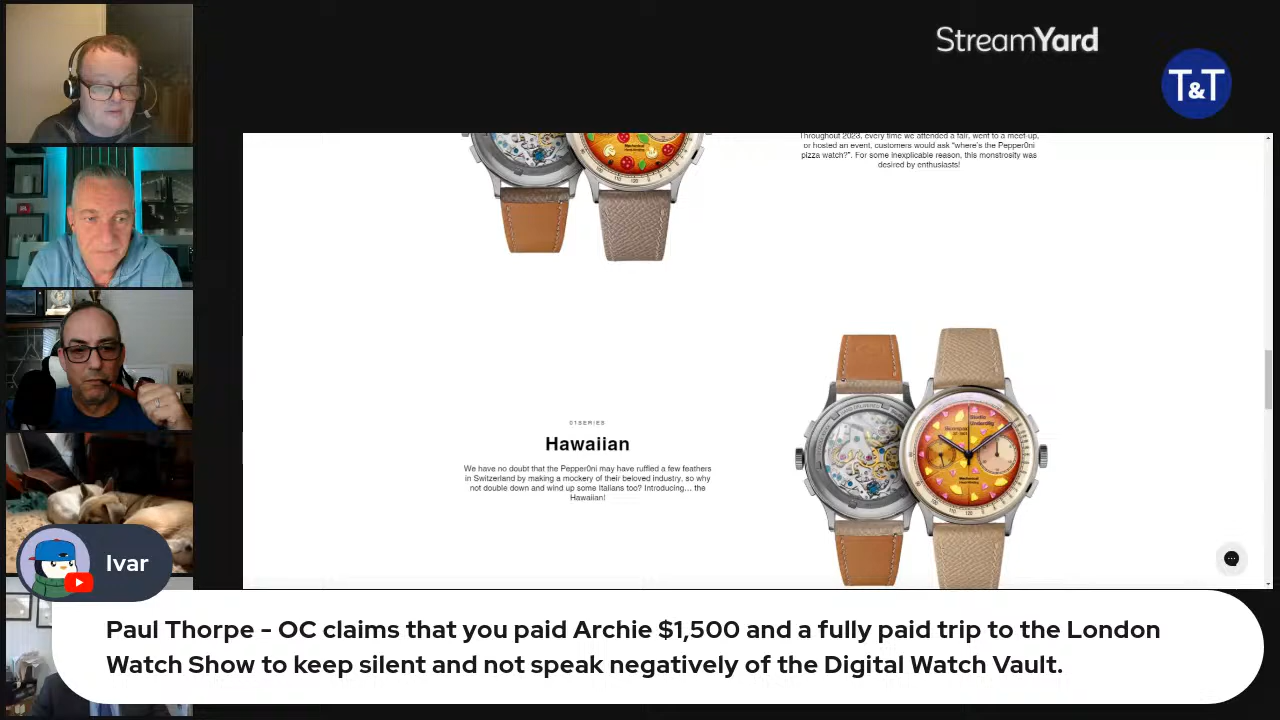 StreamYard
T&T
Throughout 2023, every time we attended a fair, went to a meet-up,
or hosted an event, customers would ask "where's the Pepper0ni
pizza watch?". For some inexplicable reason, this monstrosity was
desired by enthusiasts!
01SERIES
Hawaiian
We have no doubt that the Pepper0ni may have ruffled a few feathers
in Switzerland by making a mockery of their beloved industry, so why
not double down and wind up some Italians too? Introducing... the
Hawaiian!
Ivar
Paul Thorpe - OC claims that you paid Archie $1,500 and a fully paid trip to the London
Watch Show to keep silent and not speak negatively of the Digital Watch Vault.